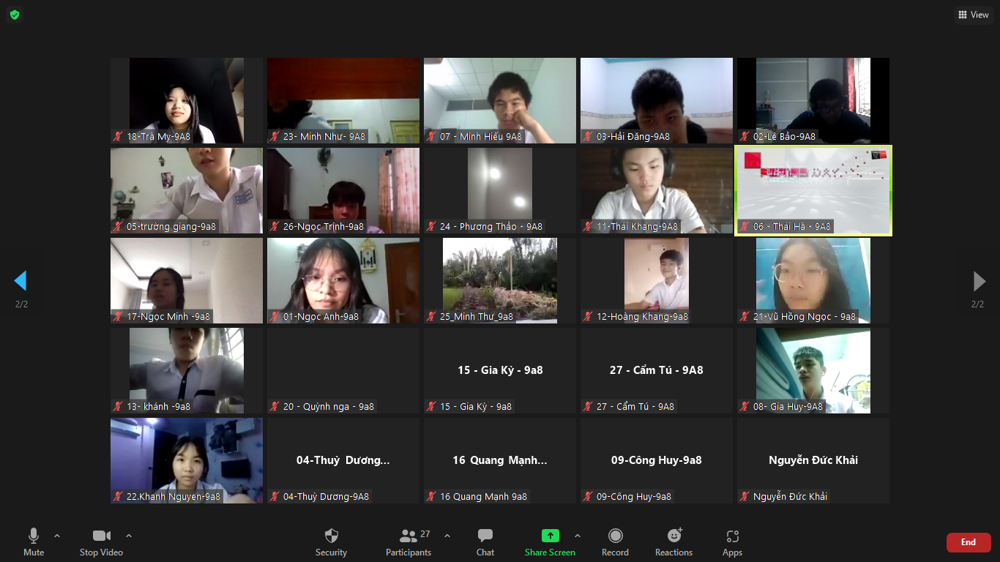 View
18-Trà My-9A8
23- Minh Như- 9A8
07 - Minh Hiếu 9A8
03-Hải Đăng-9A8
02-Lê Bảo-9A8
05-trường giang-9a8
26-Ngọc Trịnh-9a8
24 - Phương Thảo - 9A8
11-Thái Khang-9A8
06 - Thái Hà - 9A8
17-Ngọc Minh -9a8
01-Ngọc Anh-9a8
25_Minh Thư_9a8
12-Hoàng Khang-9a8
21-Vũ Hồng Ngọc - 9a8
2/2
2/2
15 - Gia Kỳ - 9a8
27 - Cẩm Tú - 9A8
13- khánh -9a8
20 - Quỳnh nga - 9a8
15 - Gia Kỳ - 9a8
27 - Cẩm Tú - 9A8
08- Gia Huy-9A8
04-Thuỳ Dương...
16 Quang Mạnh...
09-Công Huy-9a8
Nguyễn Đức Khải
22.Khanh Nguyen-9a8
04-Thuỳ Dương-9A8
16 Quang Mạnh 9a8
09-Công Huy-9a8
Nguyễn Đức Khải
27
Mute
Stop Video
Security
Participants
Chat
Share Screen
Record
Reactions
Apps
End